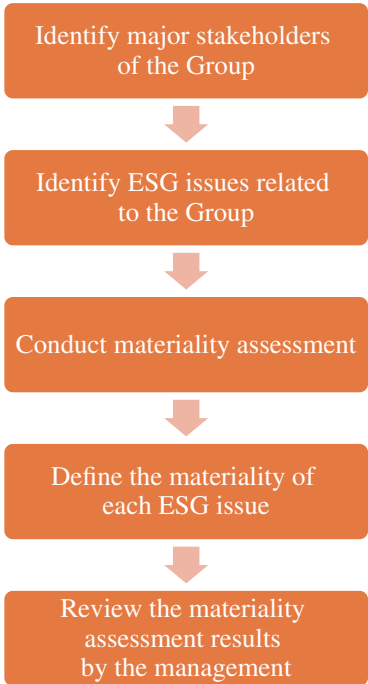 Identify major stakeholders
of the Group
Identify ESG issues related
to the Group
Conduct materiality assessment
Define the materiality of
each ESG issue
Review the materiality
assessment results
by the management